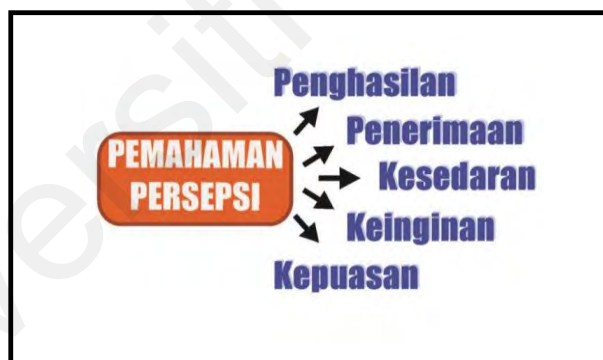 Penghasilan
Penerimaan
PEMAHAMAN
PERSEPSI
Kesedaran
Keinginan
Kepuasan